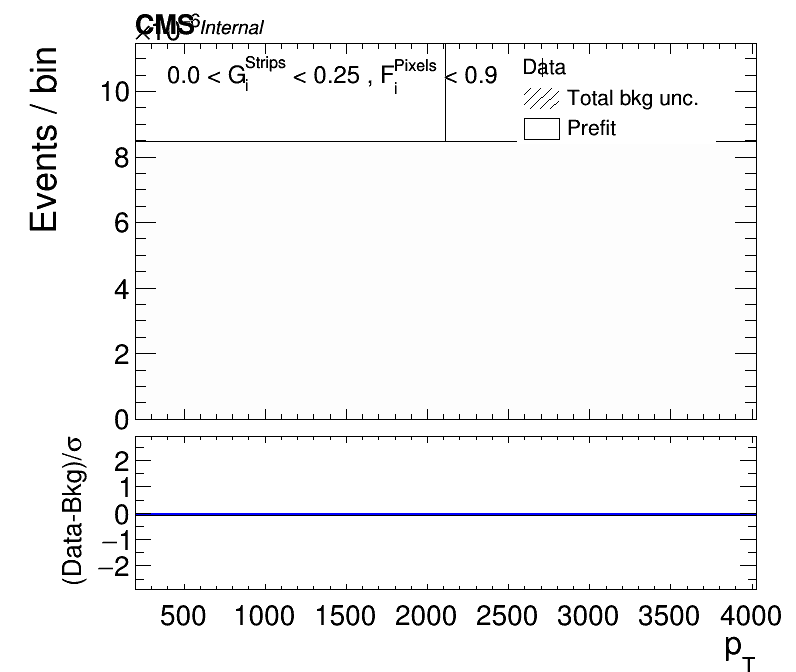 CMS Internal
×10⁻⁶
0.0 < G_i^Strips < 0.25 , F_i^Pixels < 0.9
Data
Total bkg unc.
Prefit
Events / bin
10
8
6
4
2
0
(Data-Bkg)/σ
2
1
0
−1
−2
500 1000 1500 2000 2500 3000 3500 4000
p_T